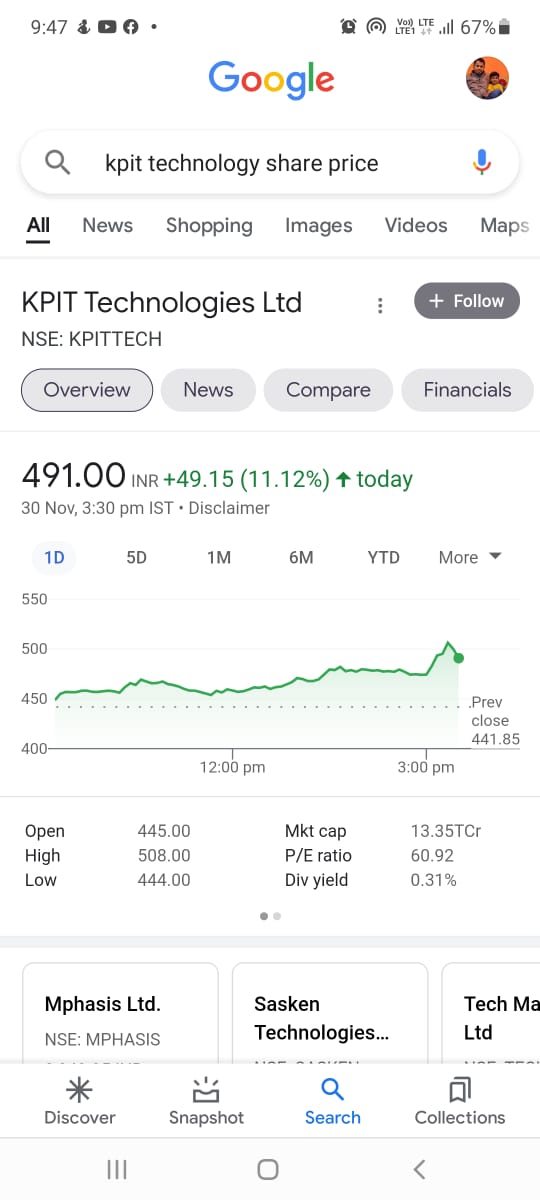 9:47
Vo) LTE
LTE1
67%
Google
kpit technology share price
All News Shopping Images Videos Maps
KPIT Technologies Ltd
+ Follow
NSE: KPITTECH
Overview News Compare Financials
491.00 INR +49.15 (11.12%) ↑ today
30 Nov, 3:30 pm IST • Disclaimer
1D 5D 1M 6M YTD More
550
500
450
400
Prev
close
441.85
12:00 pm 3:00 pm
Open 445.00 Mkt cap 13.35TCr
High 508.00 P/E ratio 60.92
Low 444.00 Div yield 0.31%
Mphasis Ltd.
NSE: MPHASIS
Sasken
Technologies...
Tech Ma
Ltd
Discover Snapshot Search Collections